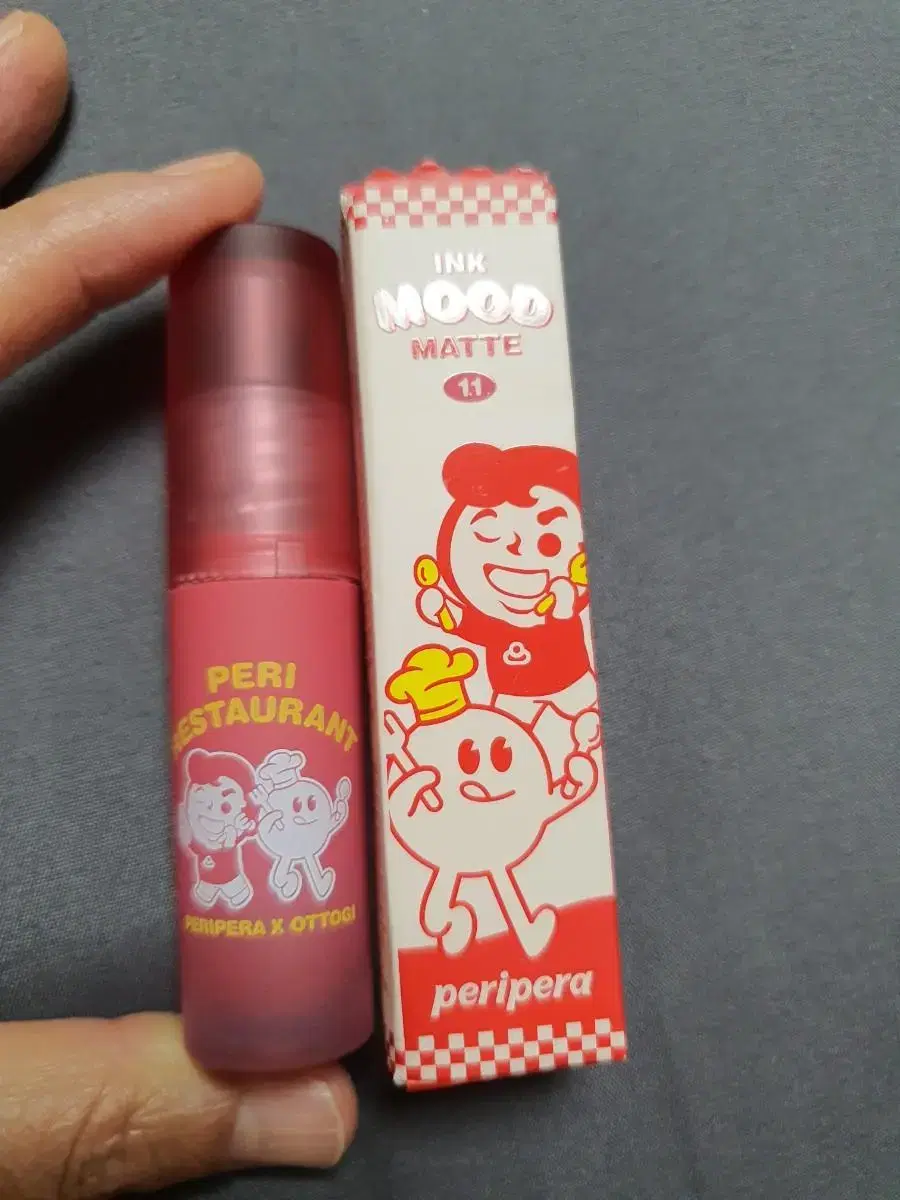 PERI
RESTAURANT
PERIPERA X OTTOGI
INK
MOOD
MATTE
11
peripera